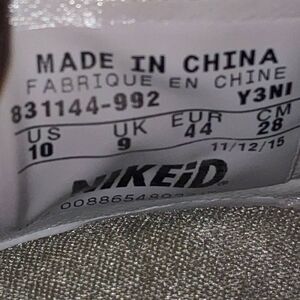 MADE IN CHINA
FABRIQUE EN CHINE
831144-992 Y3NI
US UK EUR CM
10 9 44 28
11/12/15
NIKEiD